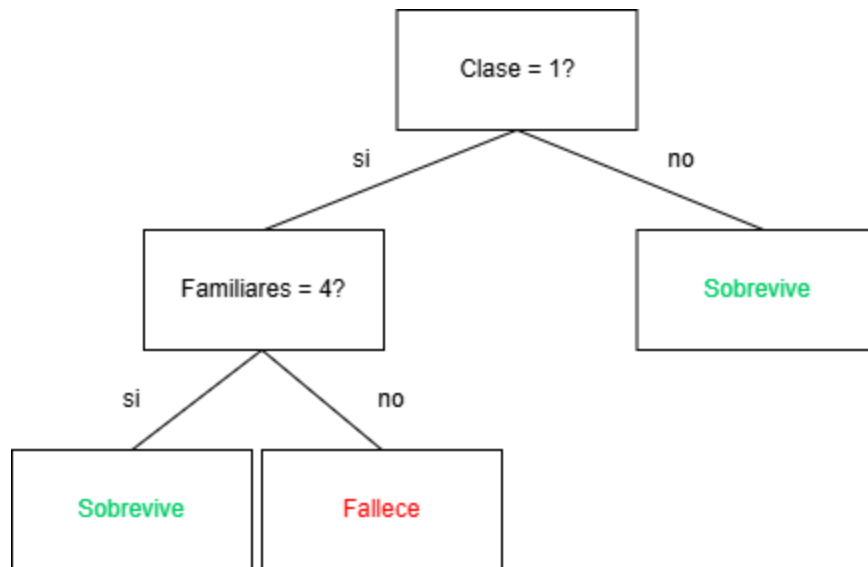 Clase = 1?
si
no
Familiares = 4?
Sobrevive
si
no
Sobrevive
Fallece